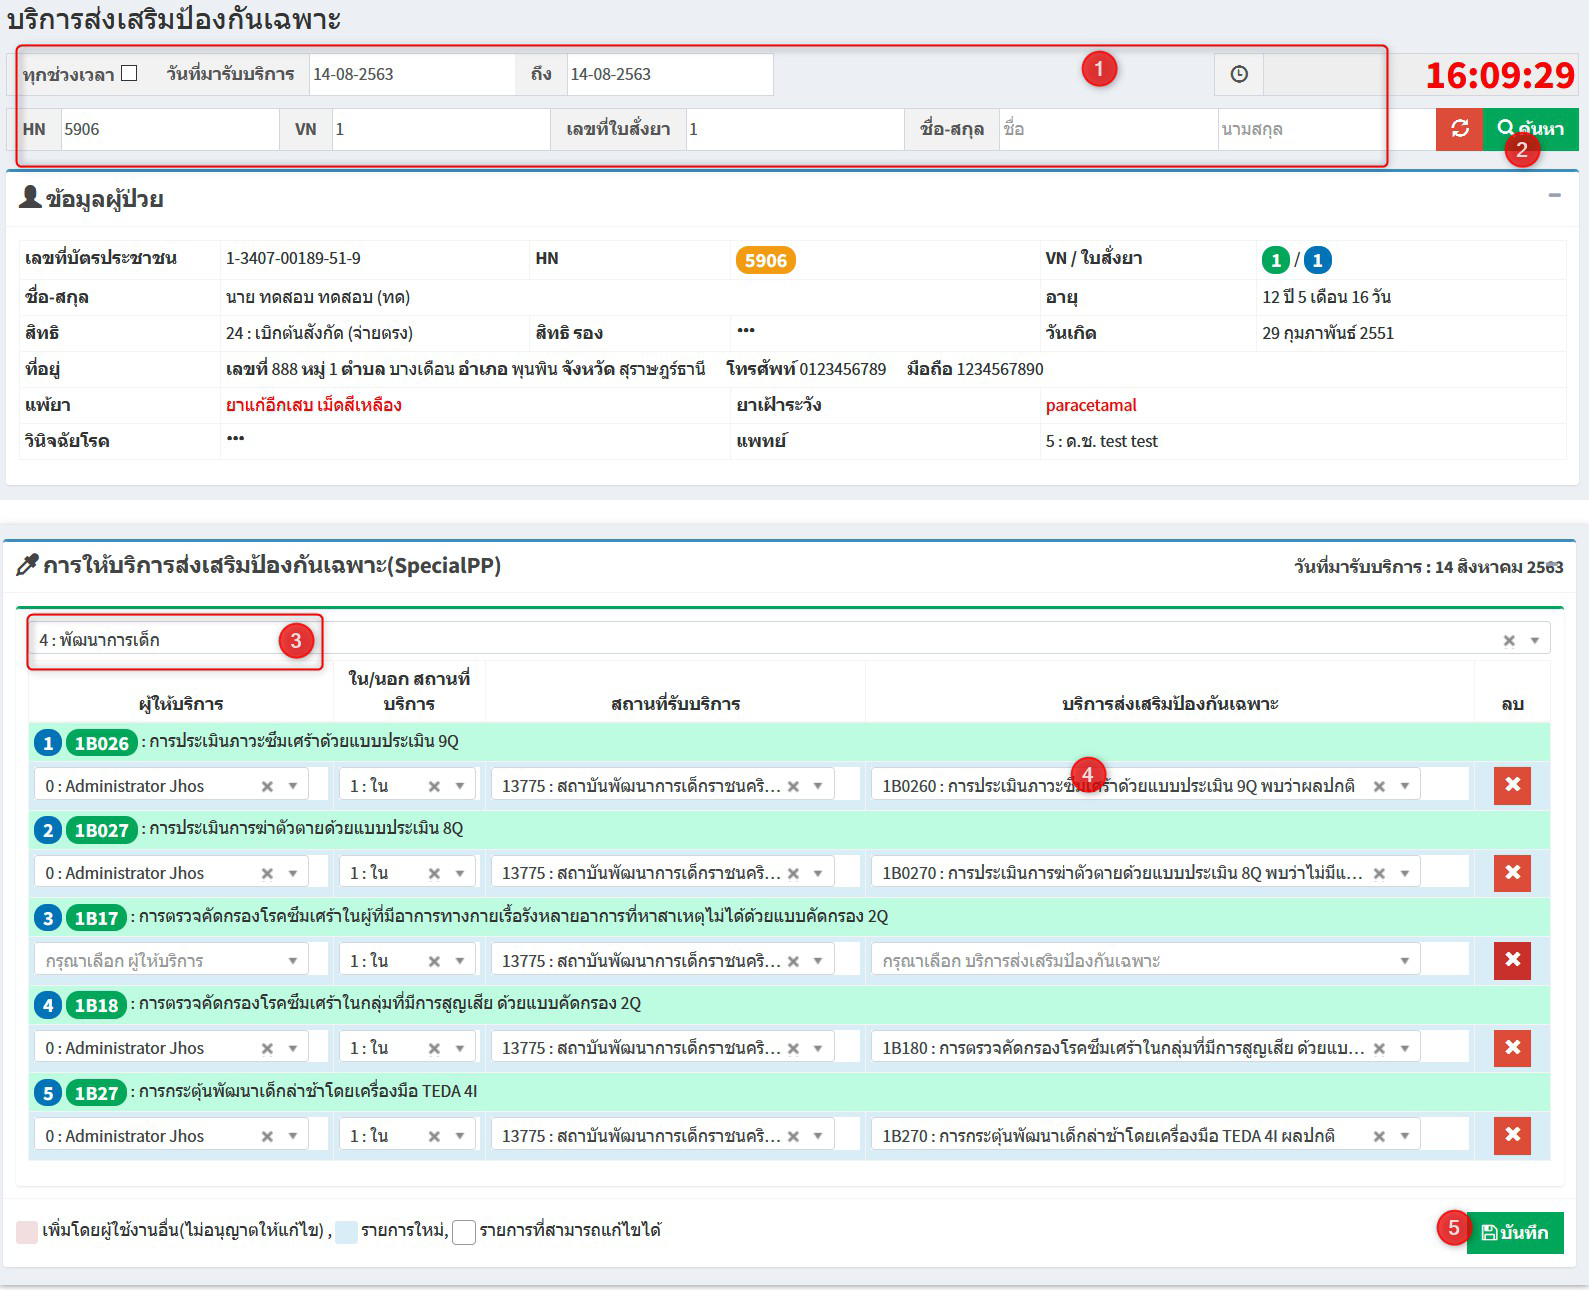 บริการส่งเสริมป้องกันเฉพาะ
ทุกช่วงเวลา วันที่มารับบริการ 14-08-2563 ถึง 14-08-2563 1 16:09:29
HN 5906 VN 1 เลขที่ใบสั่งยา 1 ชื่อ-สกุล ชื่อ นามสกุล ค้นหา
2
ข้อมูลผู้ป่วย
เลขที่บัตรประชาชน 1-3407-00189-51-9 HN 5906 VN / ใบสั่งยา 1 / 1
ชื่อ-สกุล นาย ทดสอบ ทดสอบ (ทด) อายุ 12 ปี 5 เดือน 16 วัน
สิทธิ 24 : เบิกต้นสังกัด (จ่ายตรง) สิทธิ รอง ••• วันเกิด 29 กุมภาพันธ์ 2551
ที่อยู่ เลขที่ 888 หมู่ 1 ตำบล บางเดือน อำเภอ พุนพิน จังหวัด สุราษฎร์ธานี โทรศัพท์ 0123456789 มือถือ 1234567890
แพ้ยา ยาแก้อีกเสบ เม็ดสีเหลือง ยาเฝ้าระวัง paracetamal
วินิจฉัยโรค ••• แพทย์ 5 : ด.ช. test test
การให้บริการส่งเสริมป้องกันเฉพาะ(SpecialPP) วันที่มารับบริการ : 14 สิงหาคม 2563
4 : พัฒนาการเด็ก 3
ผู้ให้บริการ ใน/นอก สถานที่บริการ สถานที่รับบริการ บริการส่งเสริมป้องกันเฉพาะ ลบ
1 1B026 : การประเมินภาวะซึมเศร้าด้วยแบบประเมิน 9Q
0 : Administrator Jhos 1 : ใน 13775 : สถาบันพัฒนาการเด็กราชนคริ... 1B0260 : การประเมินภาวะซึมเศร้าด้วยแบบประเมิน 9Q พบว่าผลปกติ
4
2 1B027 : การประเมินการฆ่าตัวตายด้วยแบบประเมิน 8Q
0 : Administrator Jhos 1 : ใน 13775 : สถาบันพัฒนาการเด็กราชนคริ... 1B0270 : การประเมินการฆ่าตัวตายด้วยแบบประเมิน 8Q พบว่าไม่มีแ...
3 1B17 : การตรวจคัดกรองโรคซึมเศร้าในผู้ที่มีอาการทางกายเรื้อรังหลายอาการที่หาสาเหตุไม่ได้ด้วยแบบคัดกรอง 2Q
กรุณาเลือก ผู้ให้บริการ 1 : ใน 13775 : สถาบันพัฒนาการเด็กราชนคริ... กรุณาเลือก บริการส่งเสริมป้องกันเฉพาะ
4 1B18 : การตรวจคัดกรองโรคซึมเศร้าในกลุ่มที่มีการสูญเสีย ด้วยแบบคัดกรอง 2Q
0 : Administrator Jhos 1 : ใน 13775 : สถาบันพัฒนาการเด็กราชนคริ... 1B180 : การตรวจคัดกรองโรคซึมเศร้าในกลุ่มที่มีการสูญเสีย ด้วยแบบ...
5 1B27 : การกระตุ้นพัฒนาเด็กล่าช้าโดยเครื่องมือ TEDA 4I
0 : Administrator Jhos 1 : ใน 13775 : สถาบันพัฒนาการเด็กราชนคริ... 1B270 : การกระตุ้นพัฒนาเด็กล่าช้าโดยเครื่องมือ TEDA 4I ผลปกติ
เพิ่มโดยผู้ใช้งานอื่น(ไม่อนุญาตให้แก้ไข) , รายการใหม่, รายการที่สามารถแก้ไขได้ 5 บันทึก